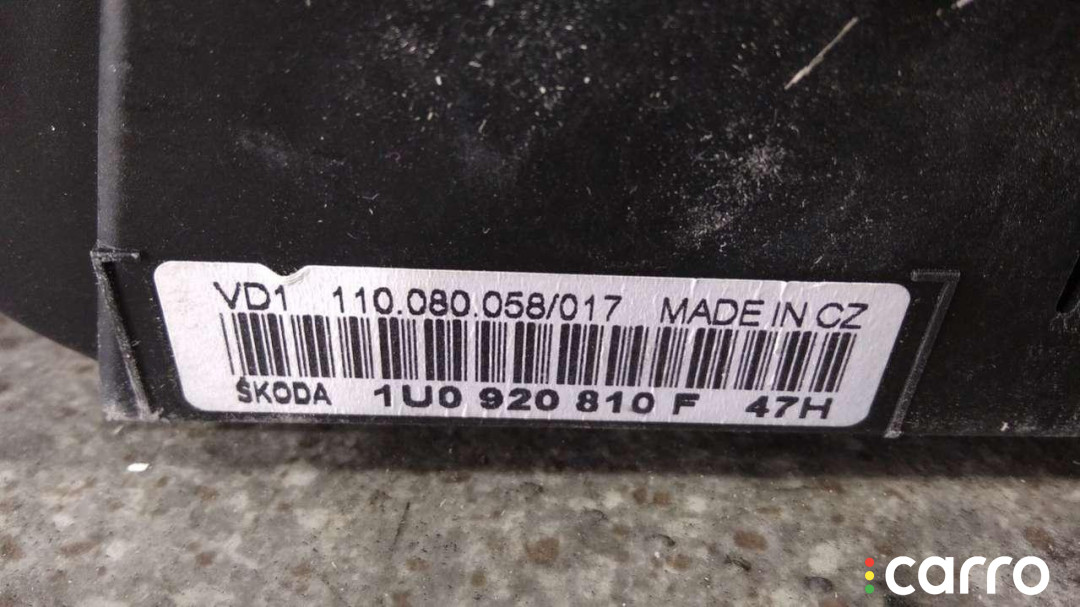 VD1 110.080.058/017 MADE IN CZ
ŠKODA 1U0 920 810 F 47H
carro